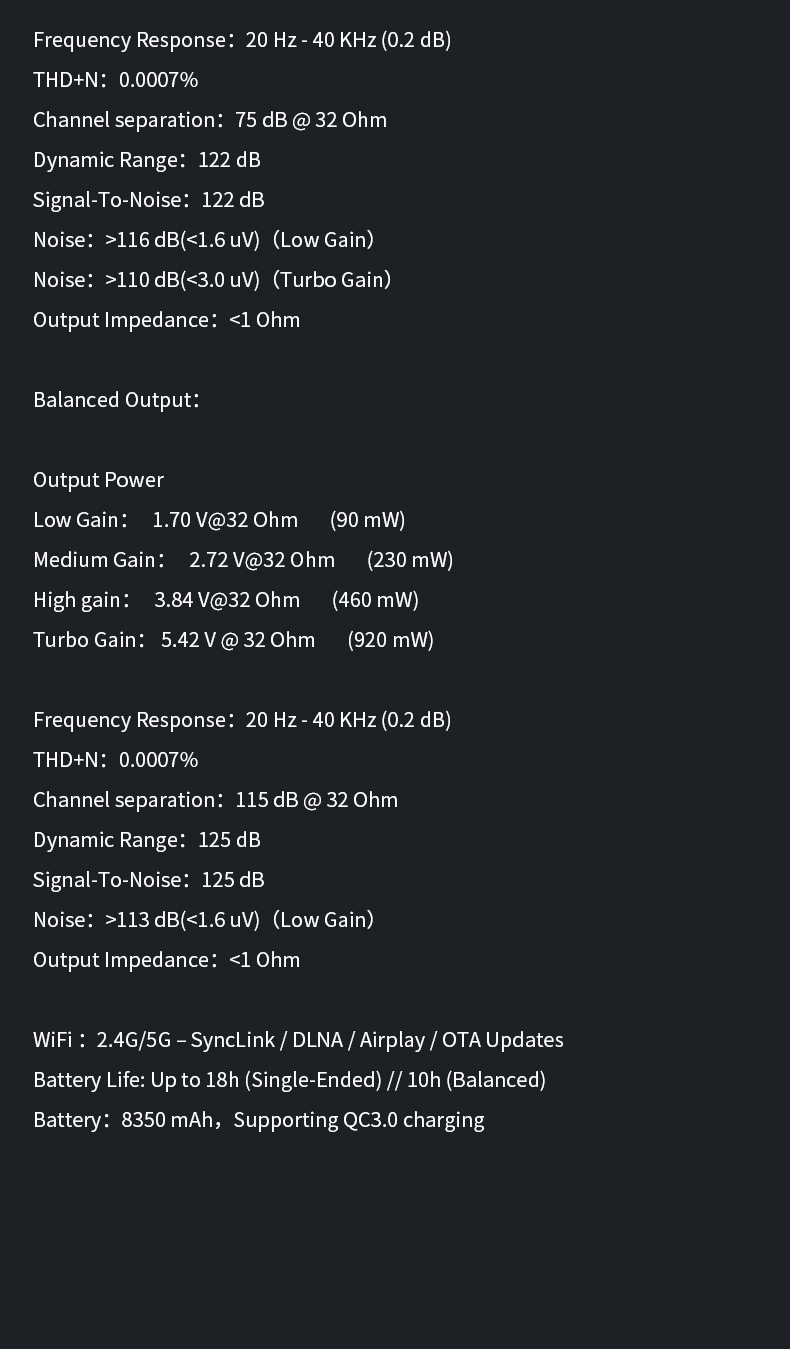 Frequency Response：20 Hz - 40 KHz (0.2 dB)
THD+N：0.0007%
Channel separation：75 dB @ 32 Ohm
Dynamic Range：122 dB
Signal-To-Noise：122 dB
Noise：>116 dB(<1.6 uV)（Low Gain）
Noise：>110 dB(<3.0 uV)（Turbo Gain）
Output Impedance：<1 Ohm
Balanced Output：
Output Power
Low Gain： 1.70 V@32 Ohm (90 mW)
Medium Gain： 2.72 V@32 Ohm (230 mW)
High gain： 3.84 V@32 Ohm (460 mW)
Turbo Gain： 5.42 V @ 32 Ohm (920 mW)
Frequency Response：20 Hz - 40 KHz (0.2 dB)
THD+N：0.0007%
Channel separation：115 dB @ 32 Ohm
Dynamic Range：125 dB
Signal-To-Noise：125 dB
Noise：>113 dB(<1.6 uV)（Low Gain）
Output Impedance：<1 Ohm
WiFi ：2.4G/5G – SyncLink / DLNA / Airplay / OTA Updates
Battery Life: Up to 18h (Single-Ended) // 10h (Balanced)
Battery：8350 mAh，Supporting QC3.0 charging